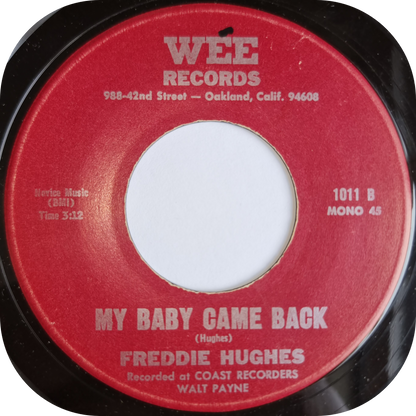 WEE
RECORDS
988-42nd Street — Oakland, Calif. 94608
Novice Music
(BMI)
Time 3:12
1011 B
MONO 45
MY BABY CAME BACK
(Hughes)
FREDDIE HUGHES
Recorded at COAST RECORDERS
WALT PAYNE